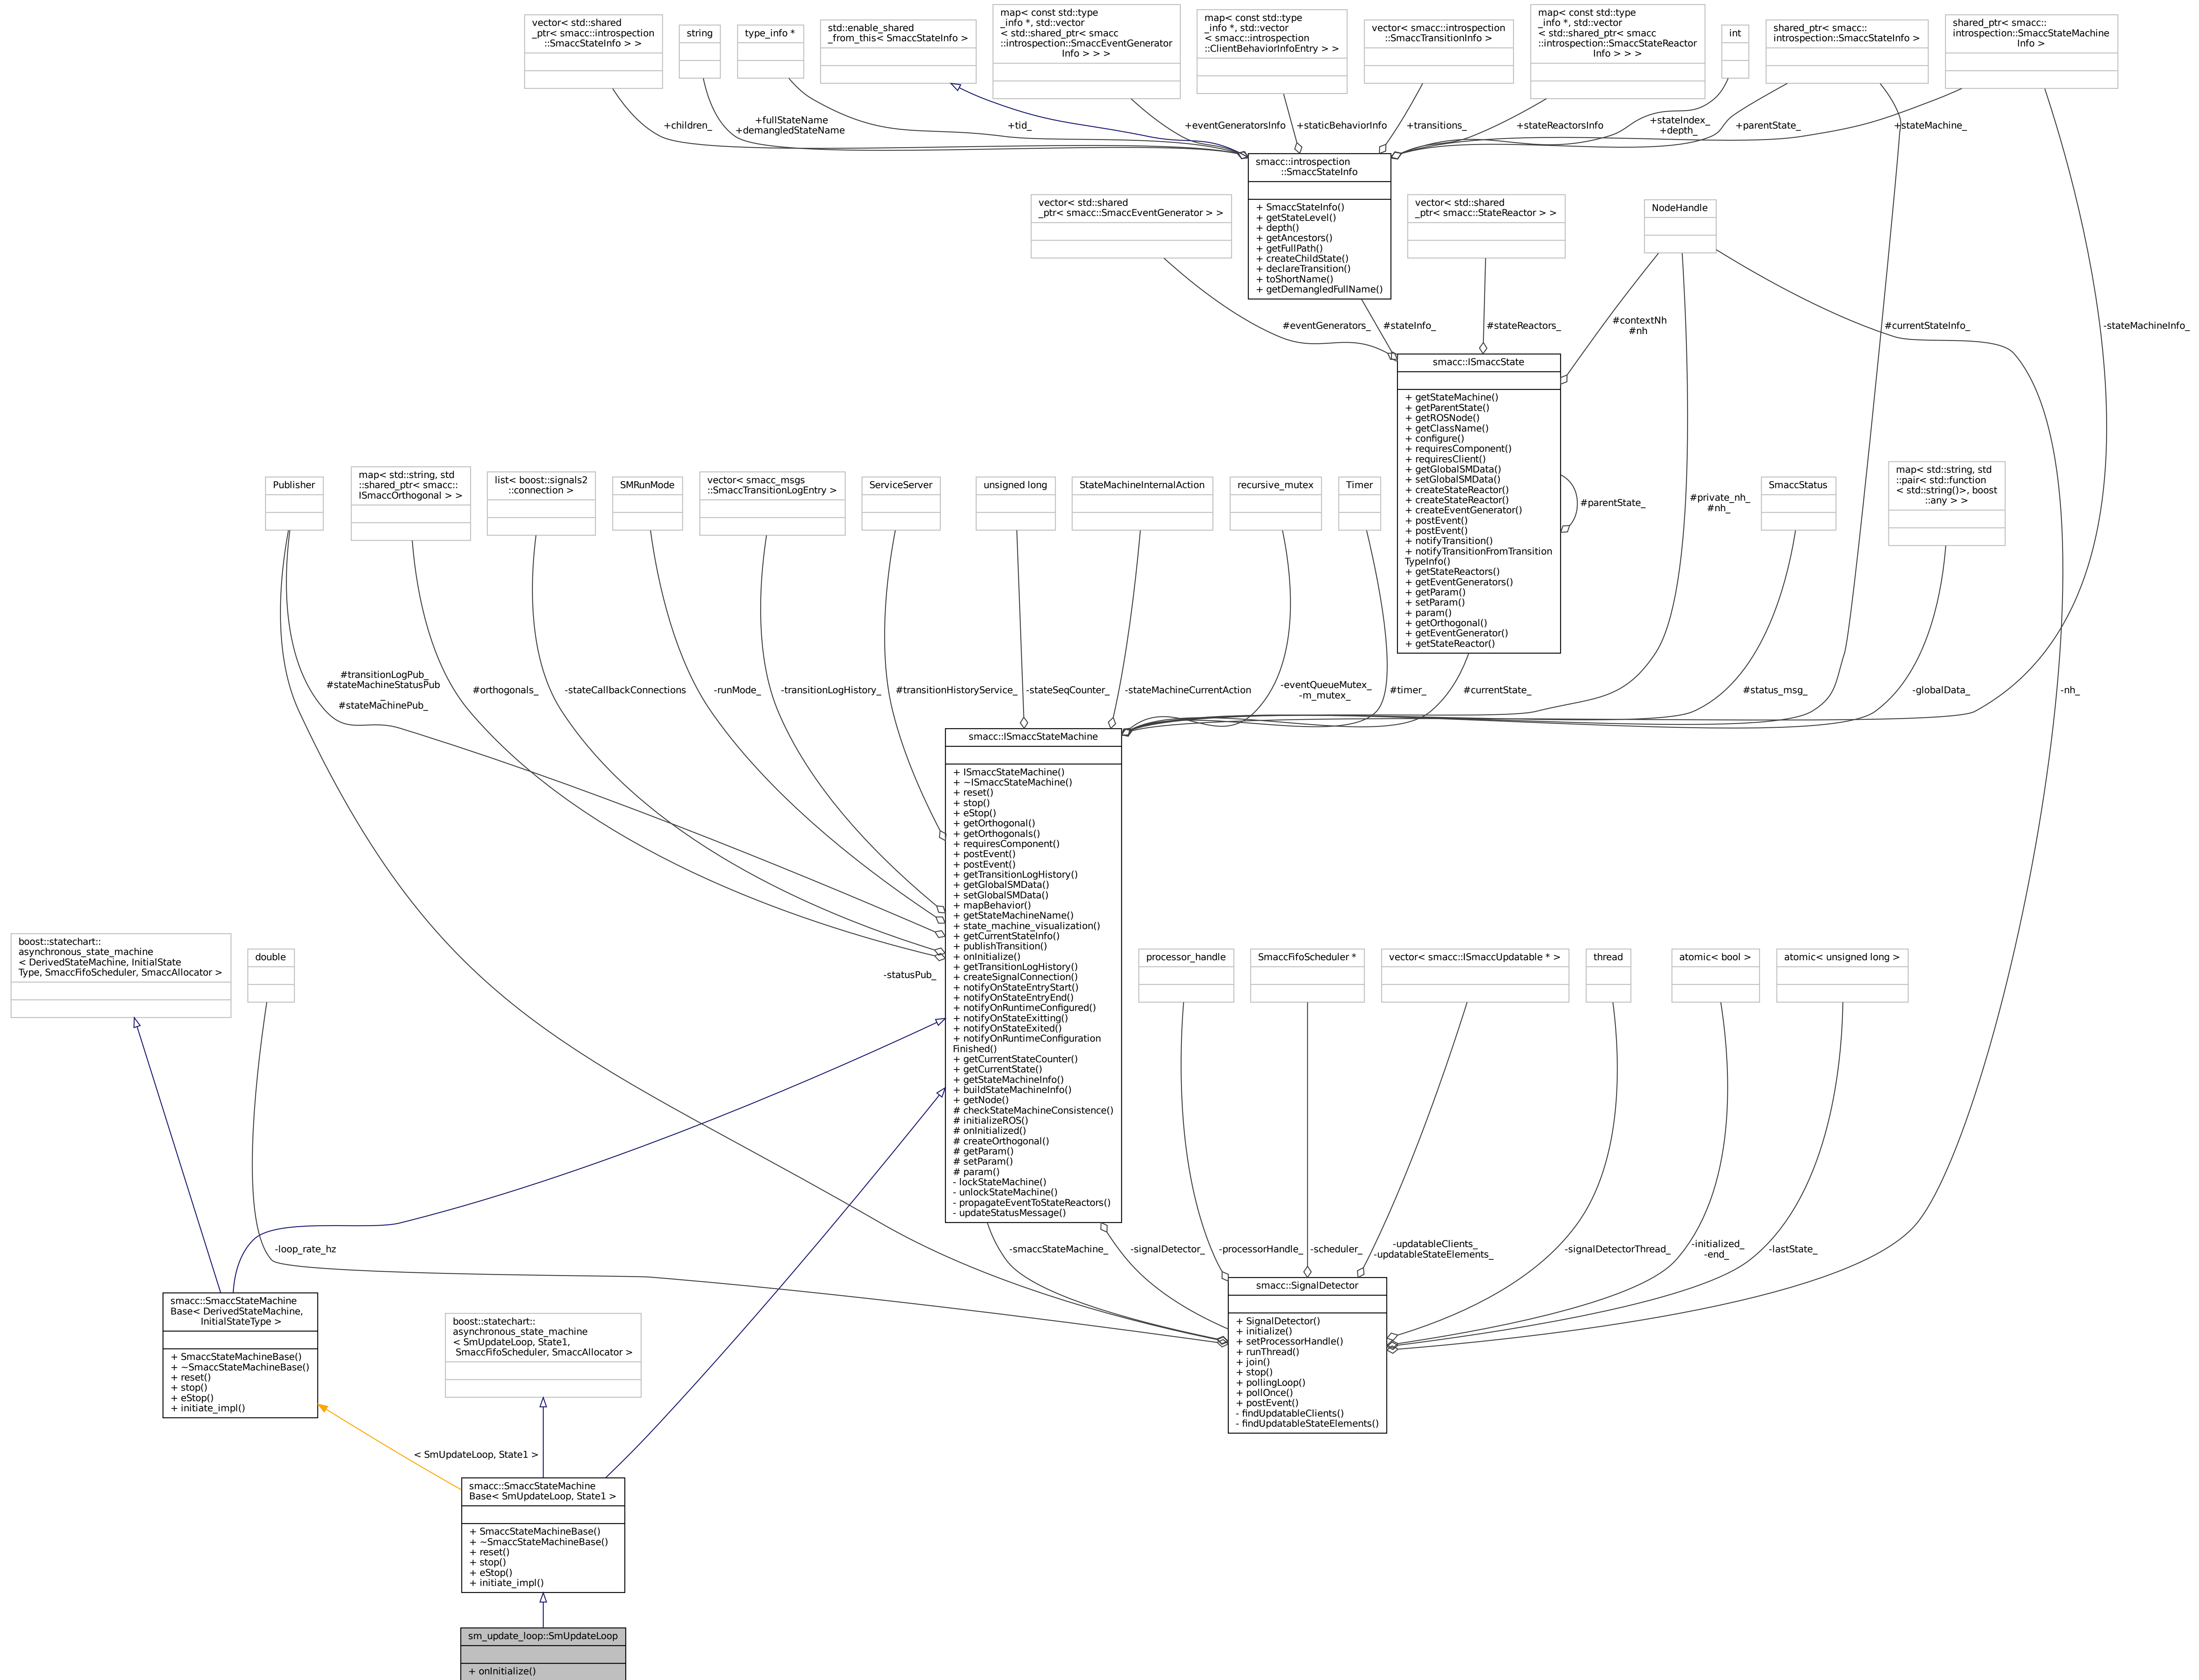 vector< std::shared
_ptr< smacc::introspection
::SmaccStateInfo > >
string
type_info *
std::enable_shared
_from_this< SmaccStateInfo >
map< const std::type
_info *, std::vector
< std::shared_ptr< smacc
::introspection::SmaccEventGenerator
Info > > >
map< const std::type
_info *, std::vector
< smacc::introspection
::ClientBehaviorInfoEntry > >
vector< smacc::introspection
::SmaccTransitionInfo >
map< const std::type
_info *, std::vector
< std::shared_ptr< smacc
::introspection::SmaccStateReactor
Info > > >
int
shared_ptr< smacc::
introspection::SmaccStateInfo >
shared_ptr< smacc::
introspection::SmaccStateMachine
Info >
+children_
+fullStateName
+demangledStateName
+tid_
+eventGeneratorsInfo
+staticBehaviorInfo
+transitions_
+stateReactorsInfo
+stateIndex_
+depth_
+parentState_
+stateMachine_
smacc::introspection
::SmaccStateInfo
+ SmaccStateInfo()
+ getStateLevel()
+ depth()
+ getAncestors()
+ getFullPath()
+ createChildState()
+ declareTransition()
+ toShortName()
+ getDemangledFullName()
vector< std::shared
_ptr< smacc::SmaccEventGenerator > >
vector< std::shared
_ptr< smacc::StateReactor > >
NodeHandle
#eventGenerators_
#stateInfo_
#stateReactors_
#contextNh
#nh
#currentStateInfo_
-stateMachineInfo_
smacc::ISmaccState
+ getStateMachine()
+ getParentState()
+ getROSNode()
+ getClassName()
+ configure()
+ requiresComponent()
+ requiresClient()
+ getGlobalSMData()
+ setGlobalSMData()
+ createStateReactor()
+ createStateReactor()
+ createEventGenerator()
+ postEvent()
+ postEvent()
+ notifyTransition()
+ notifyTransitionFromTransition
TypeInfo()
+ getStateReactors()
+ getEventGenerators()
+ getParam()
+ setParam()
+ param()
+ getOrthogonal()
+ getEventGenerator()
+ getStateReactor()
#parentState_
#private_nh_
#nh_
Publisher
map< std::string, std
::shared_ptr< smacc::
ISmaccOrthogonal > >
list< boost::signals2
::connection >
SMRunMode
vector< smacc_msgs
::SmaccTransitionLogEntry >
ServiceServer
unsigned long
StateMachineInternalAction
recursive_mutex
Timer
SmaccStatus
map< std::string, std
::pair< std::function
< std::string()>, boost
::any > >
#transitionLogPub_
#stateMachineStatusPub
_
#stateMachinePub_
#orthogonals_
-stateCallbackConnections
-runMode_
-transitionLogHistory_
#transitionHistoryService_
-stateSeqCounter_
-stateMachineCurrentAction
-eventQueueMutex_
-m_mutex_
#timer_
#currentState_
#status_msg_
-globalData_
-nh_
smacc::ISmaccStateMachine
+ ISmaccStateMachine()
+ ~ISmaccStateMachine()
+ reset()
+ stop()
+ eStop()
+ getOrthogonal()
+ getOrthogonals()
+ requiresComponent()
+ postEvent()
+ postEvent()
+ getTransitionLogHistory()
+ getGlobalSMData()
+ setGlobalSMData()
+ mapBehavior()
+ getStateMachineName()
+ state_machine_visualization()
+ getCurrentStateInfo()
+ publishTransition()
+ onInitialize()
+ getTransitionLogHistory()
+ createSignalConnection()
+ notifyOnStateEntryStart()
+ notifyOnStateEntryEnd()
+ notifyOnRuntimeConfigured()
+ notifyOnStateExitting()
+ notifyOnStateExited()
+ notifyOnRuntimeConfiguration
Finished()
+ getCurrentStateCounter()
+ getCurrentState()
+ getStateMachineInfo()
+ buildStateMachineInfo()
+ getNode()
# checkStateMachineConsistence()
# initializeROS()
# onInitialized()
# createOrthogonal()
# getParam()
# setParam()
# param()
- lockStateMachine()
- unlockStateMachine()
- propagateEventToStateReactors()
- updateStatusMessage()
-statusPub_
boost::statechart::
asynchronous_state_machine
< DerivedStateMachine, InitialState
Type, SmaccFifoScheduler, SmaccAllocator >
double
processor_handle
SmaccFifoScheduler *
vector< smacc::ISmaccUpdatable * >
thread
atomic< bool >
atomic< unsigned long >
-loop_rate_hz
-smaccStateMachine_
-signalDetector_
-processorHandle_
-scheduler_
-updatableClients_
-updatableStateElements_
-signalDetectorThread_
-initialized_
-end_
-lastState_
smacc::SignalDetector
+ SignalDetector()
+ initialize()
+ setProcessorHandle()
+ runThread()
+ join()
+ stop()
+ pollingLoop()
+ pollOnce()
+ postEvent()
- findUpdatableClients()
- findUpdatableStateElements()
smacc::SmaccStateMachine
Base< DerivedStateMachine,
InitialStateType >
+ SmaccStateMachineBase()
+ ~SmaccStateMachineBase()
+ reset()
+ stop()
+ eStop()
+ initiate_impl()
boost::statechart::
asynchronous_state_machine
< SmUpdateLoop, State1,
SmaccFifoScheduler, SmaccAllocator >
< SmUpdateLoop, State1 >
smacc::SmaccStateMachine
Base< SmUpdateLoop, State1 >
+ SmaccStateMachineBase()
+ ~SmaccStateMachineBase()
+ reset()
+ stop()
+ eStop()
+ initiate_impl()
sm_update_loop::SmUpdateLoop
+ onInitialize()